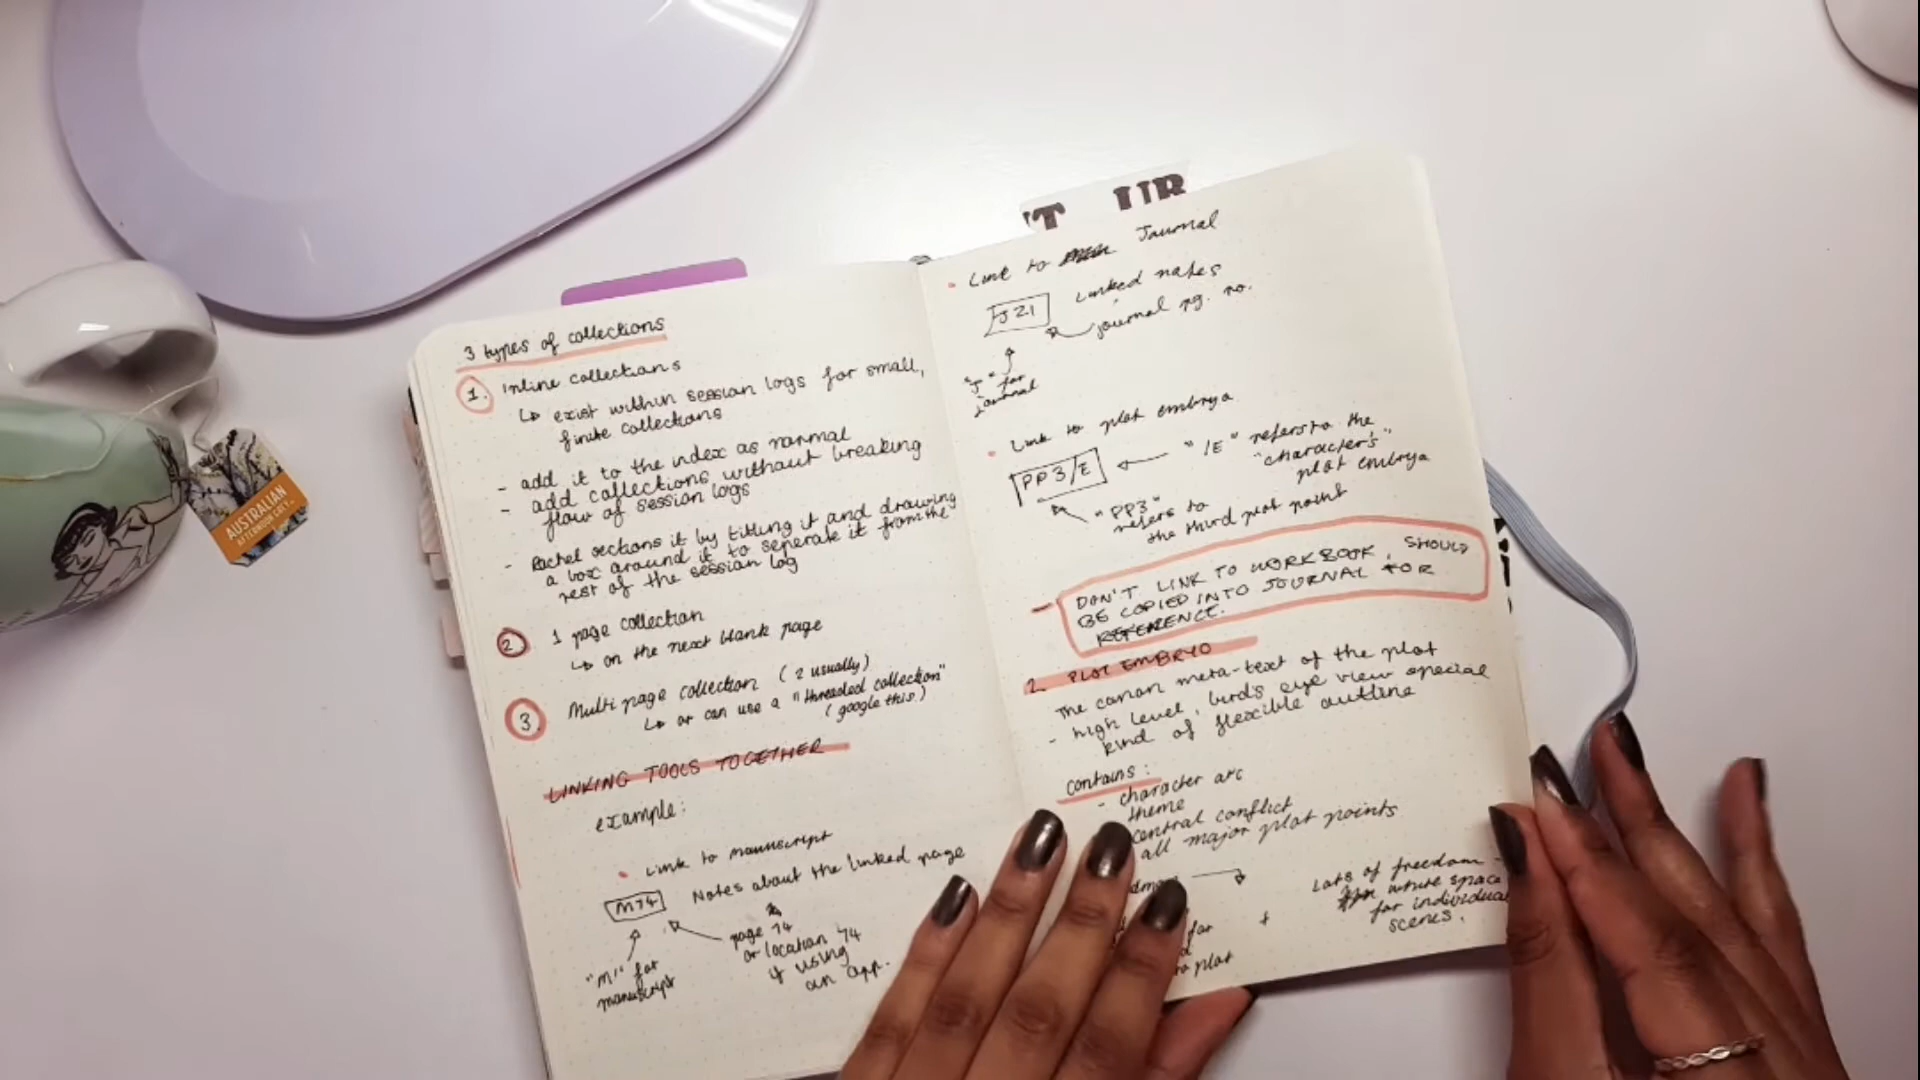 3 types of collections
1. Inline collections
↳ exist within session logs for small,
finite collections
- add it to the index as normal
- add collections without breaking
flow of session logs
- Rachel sections it by titling it and drawing
a box around it to seperate it from the
rest of the session log
2. 1 page collection
↳ on the next blank page
3. Multi page collection (2 usually)
↳ or can use a "threaded collection"
(google this)
LINKING TOOLS TOGETHER
example:
• Link to manuscript
M74 Notes about the linked page
"M" for
manuscript
page 74
or location 74
if using
an app.
• Link to Journal
J21 Linked notes
journal pg. no.
"J"
for
journal
• Link to plot embryo
PP3/E "/E" refers to the
"character's"
plot embryo
"PP3"
refers to
the third plot point
- DON'T LINK TO WORKBOOK, SHOULD
BE COPIED INTO JOURNAL FOR
REFERENCE.
2. PLOT EMBRYO
The canon meta-text of the plot
- high level, birds eye view special
kind of flexible outline
contains:
- character arc
theme
central conflict
all major plot points
for
plot
+
Lots of freedom -
white space
for individual
scenes.
AUSTRALIAN
AFTERNOON